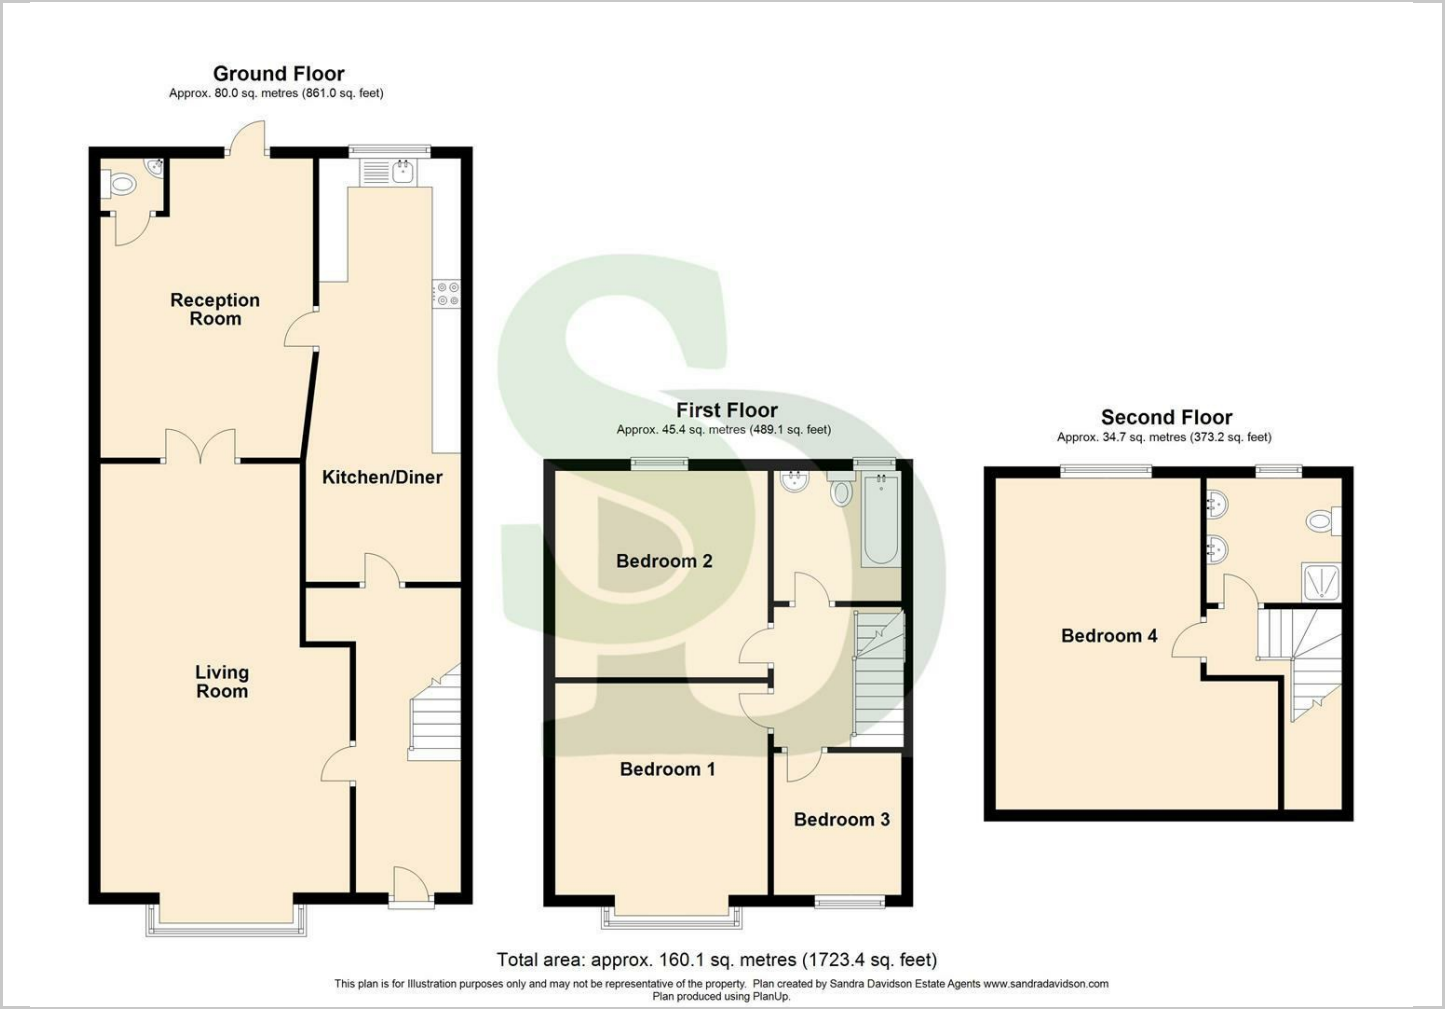 Ground Floor
Approx. 80.0 sq. metres (861.0 sq. feet)
Reception
Room
Kitchen/Diner
Living
Room
First Floor
Approx. 45.4 sq. metres (489.1 sq. feet)
Bedroom 2
Bedroom 1
Bedroom 3
Second Floor
Approx. 34.7 sq. metres (373.2 sq. feet)
Bedroom 4
Total area: approx. 160.1 sq. metres (1723.4 sq. feet)
This plan is for Illustration purposes only and may not be representative of the property. Plan created by Sandra Davidson Estate Agents www.sandradavidson.com
Plan produced using PlanUp.
SD